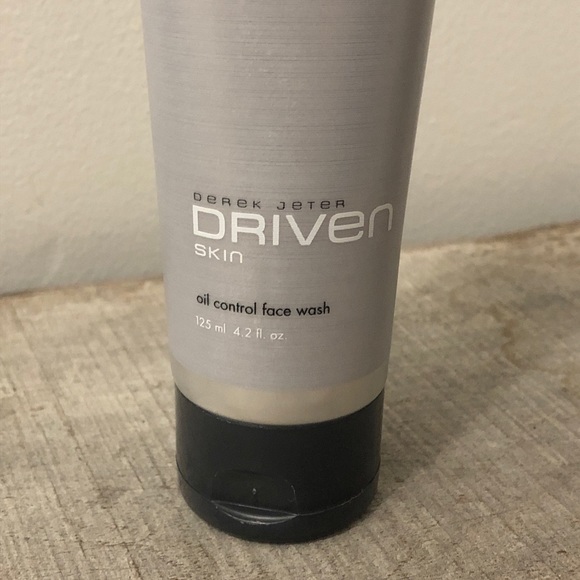 DEREK JETER
DRIVEN
SKIN
oil control face wash
125 ml 4.2 fl. oz.